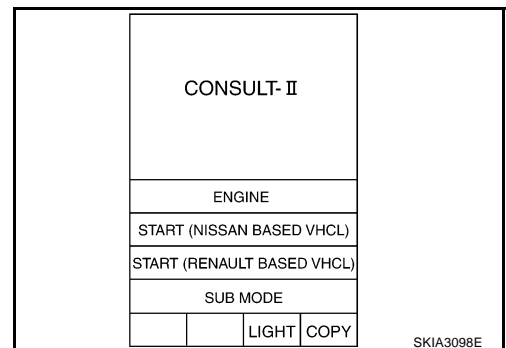 CONSULT-II
ENGINE
START (NISSAN BASED VHCL)
START (RENAULT BASED VHCL)
SUB MODE
LIGHT COPY
SKIA3098E